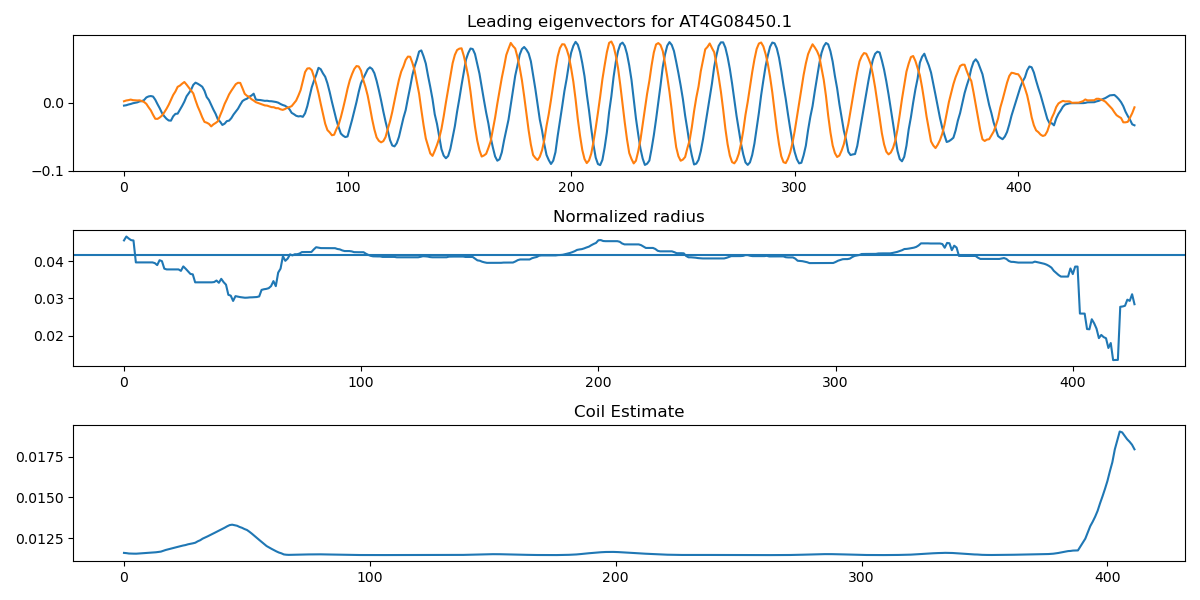 Leading eigenvectors for AT4G08450.1
0.0
−0.1
0 100 200 300 400
Normalized radius
0.04
0.03
0.02
0 100 200 300 400
Coil Estimate
0.0175
0.0150
0.0125
0 100 200 300 400